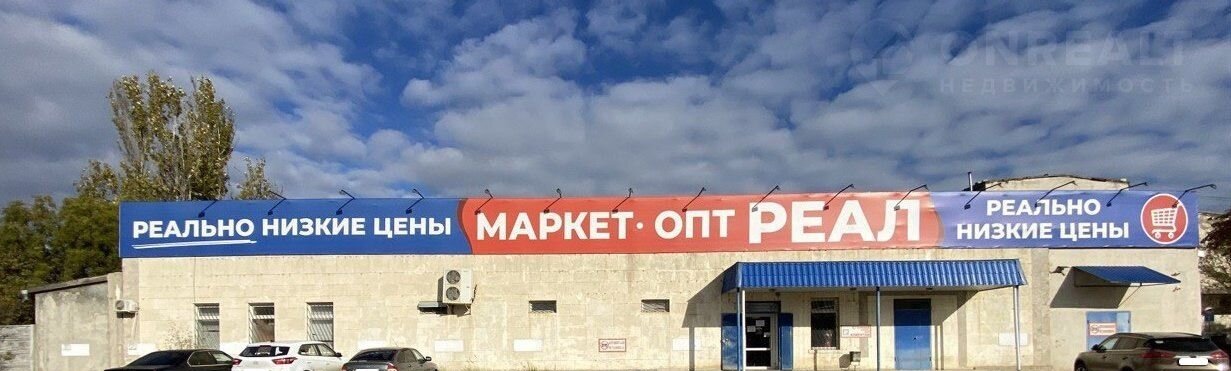 ONREALT
НЕДВИЖИМОСТЬ
РЕАЛЬНО НИЗКИЕ ЦЕНЫ
МАРКЕТ· ОПТ РЕАЛ
РЕАЛЬНО
НИЗКИЕ ЦЕНЫ